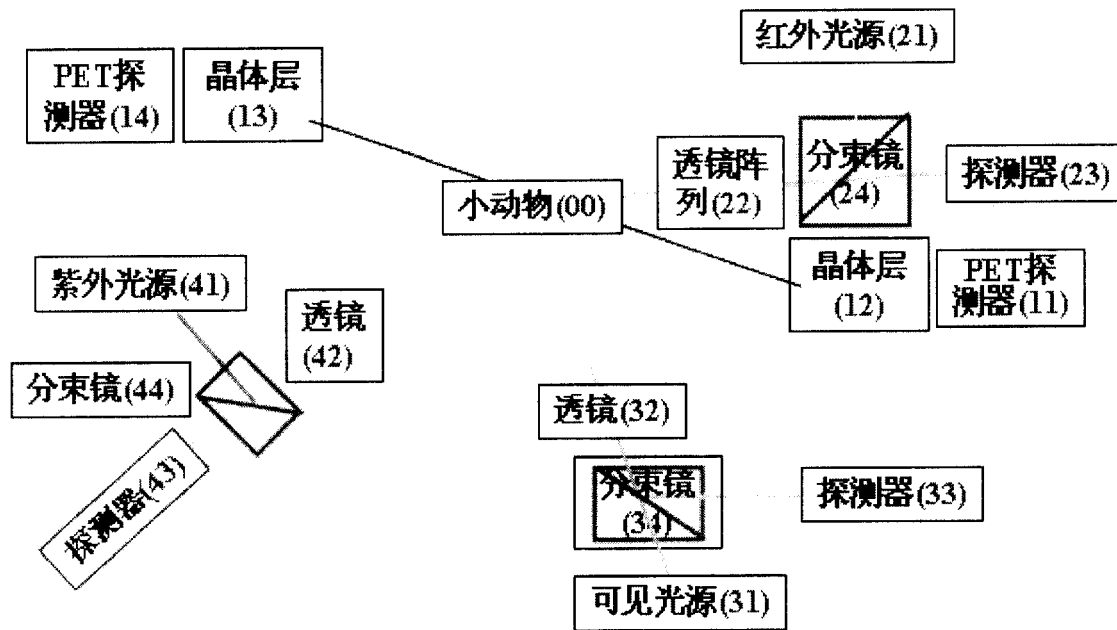 红外光源(21)
PET探
测器(14)
晶体层
(13)
透镜阵
列(22)
分束镜
(24)
探测器(23)
小动物(00)
晶体层
(12)
PET探
测器(11)
紫外光源(41)
透镜
(42)
分束镜(44)
探测器(43)
透镜(32)
分束镜
(34)
探测器(33)
可见光源(31)